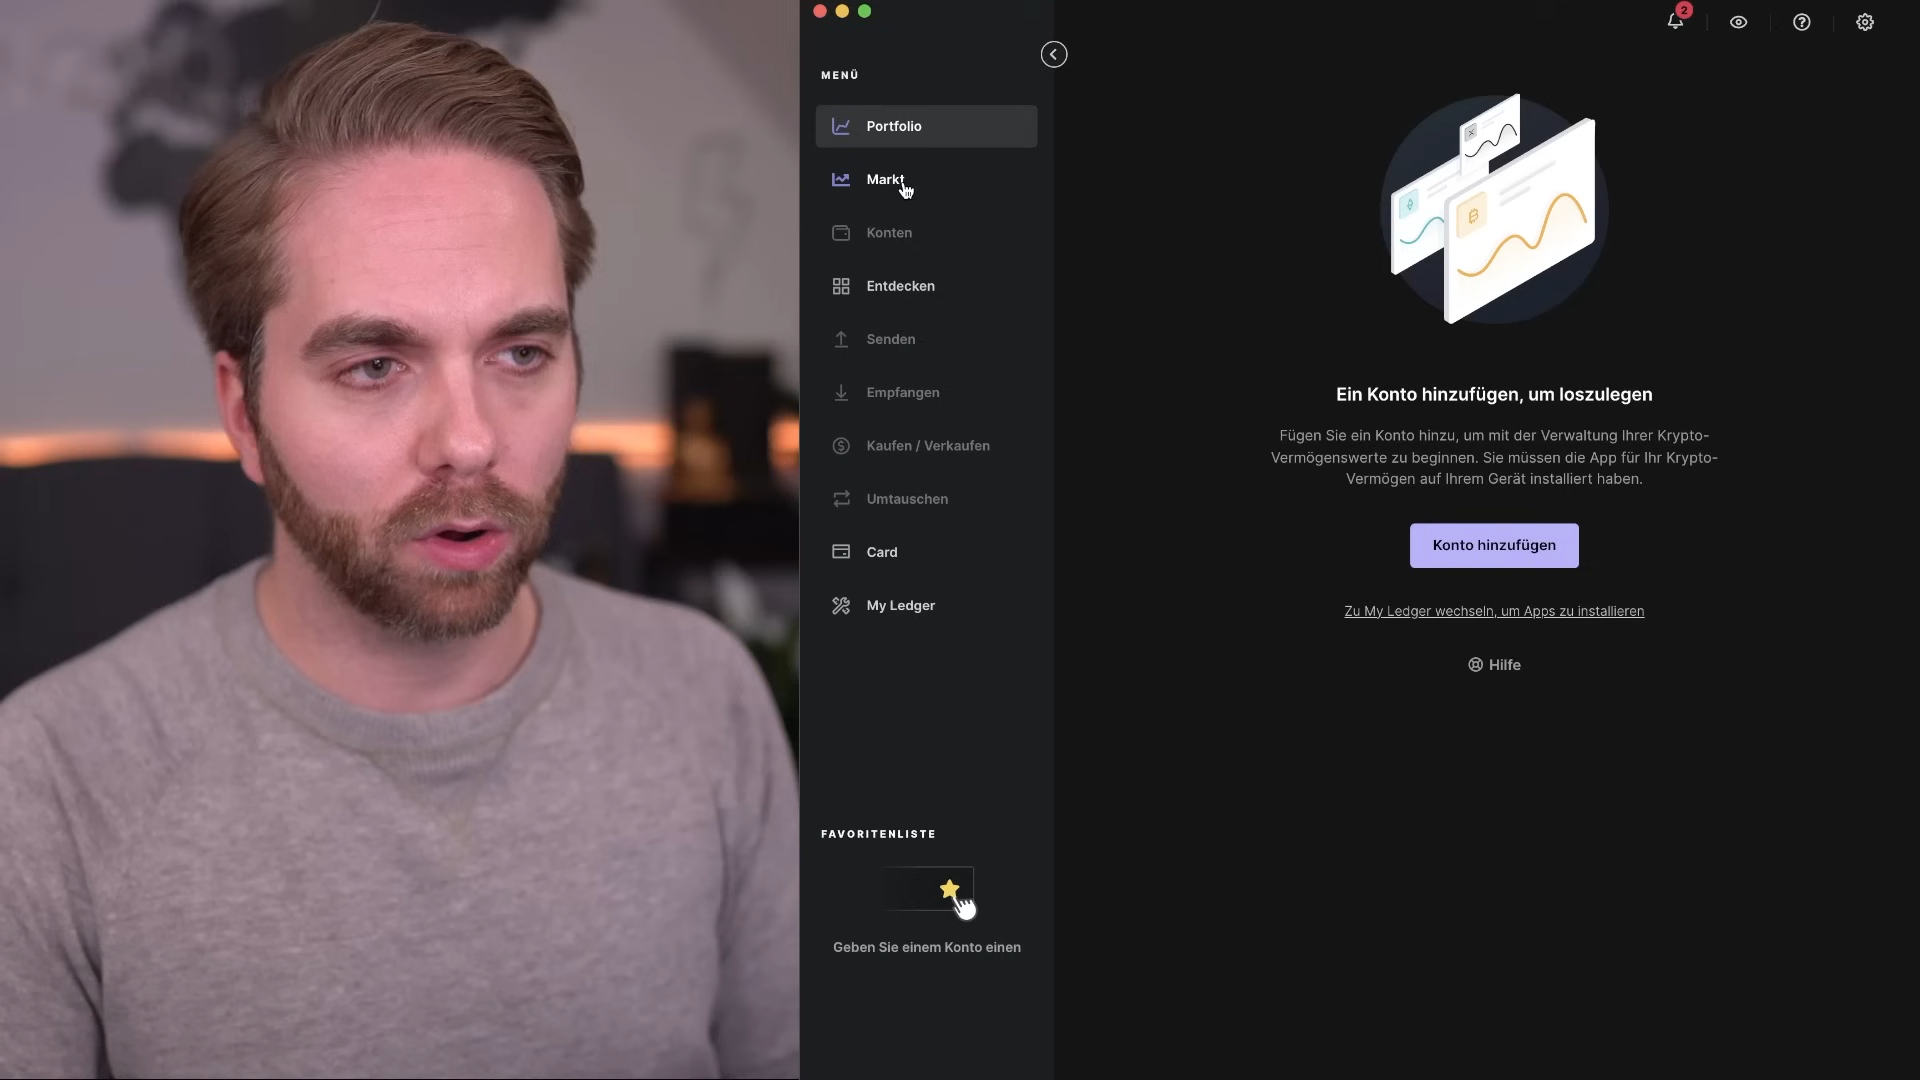 2
MENÜ
Portfolio
Markt
Konten
Entdecken
Senden
Empfangen
Kaufen / Verkaufen
Umtauschen
Card
My Ledger
FAVORITENLISTE
Geben Sie einem Konto einen
Ein Konto hinzufügen, um loszulegen
Fügen Sie ein Konto hinzu, um mit der Verwaltung Ihrer Krypto-
Vermögenswerte zu beginnen. Sie müssen die App für Ihr Krypto-
Vermögen auf Ihrem Gerät installiert haben.
Konto hinzufügen
Zu My Ledger wechseln, um Apps zu installieren
Hilfe